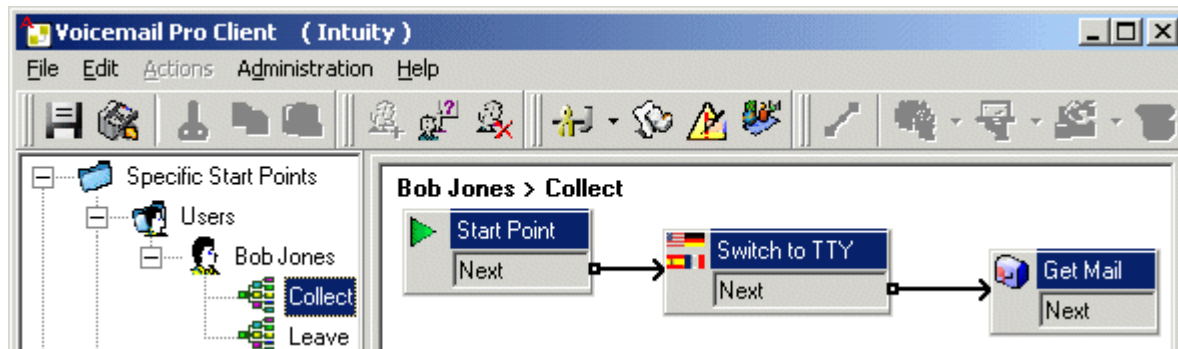 Voicemail Pro Client ( Intuity )
File Edit Actions Administration Help
Specific Start Points
Users
Bob Jones
Collect
Leave
Bob Jones > Collect
Start Point
Next
Switch to TTY
Next
Get Mail
Next